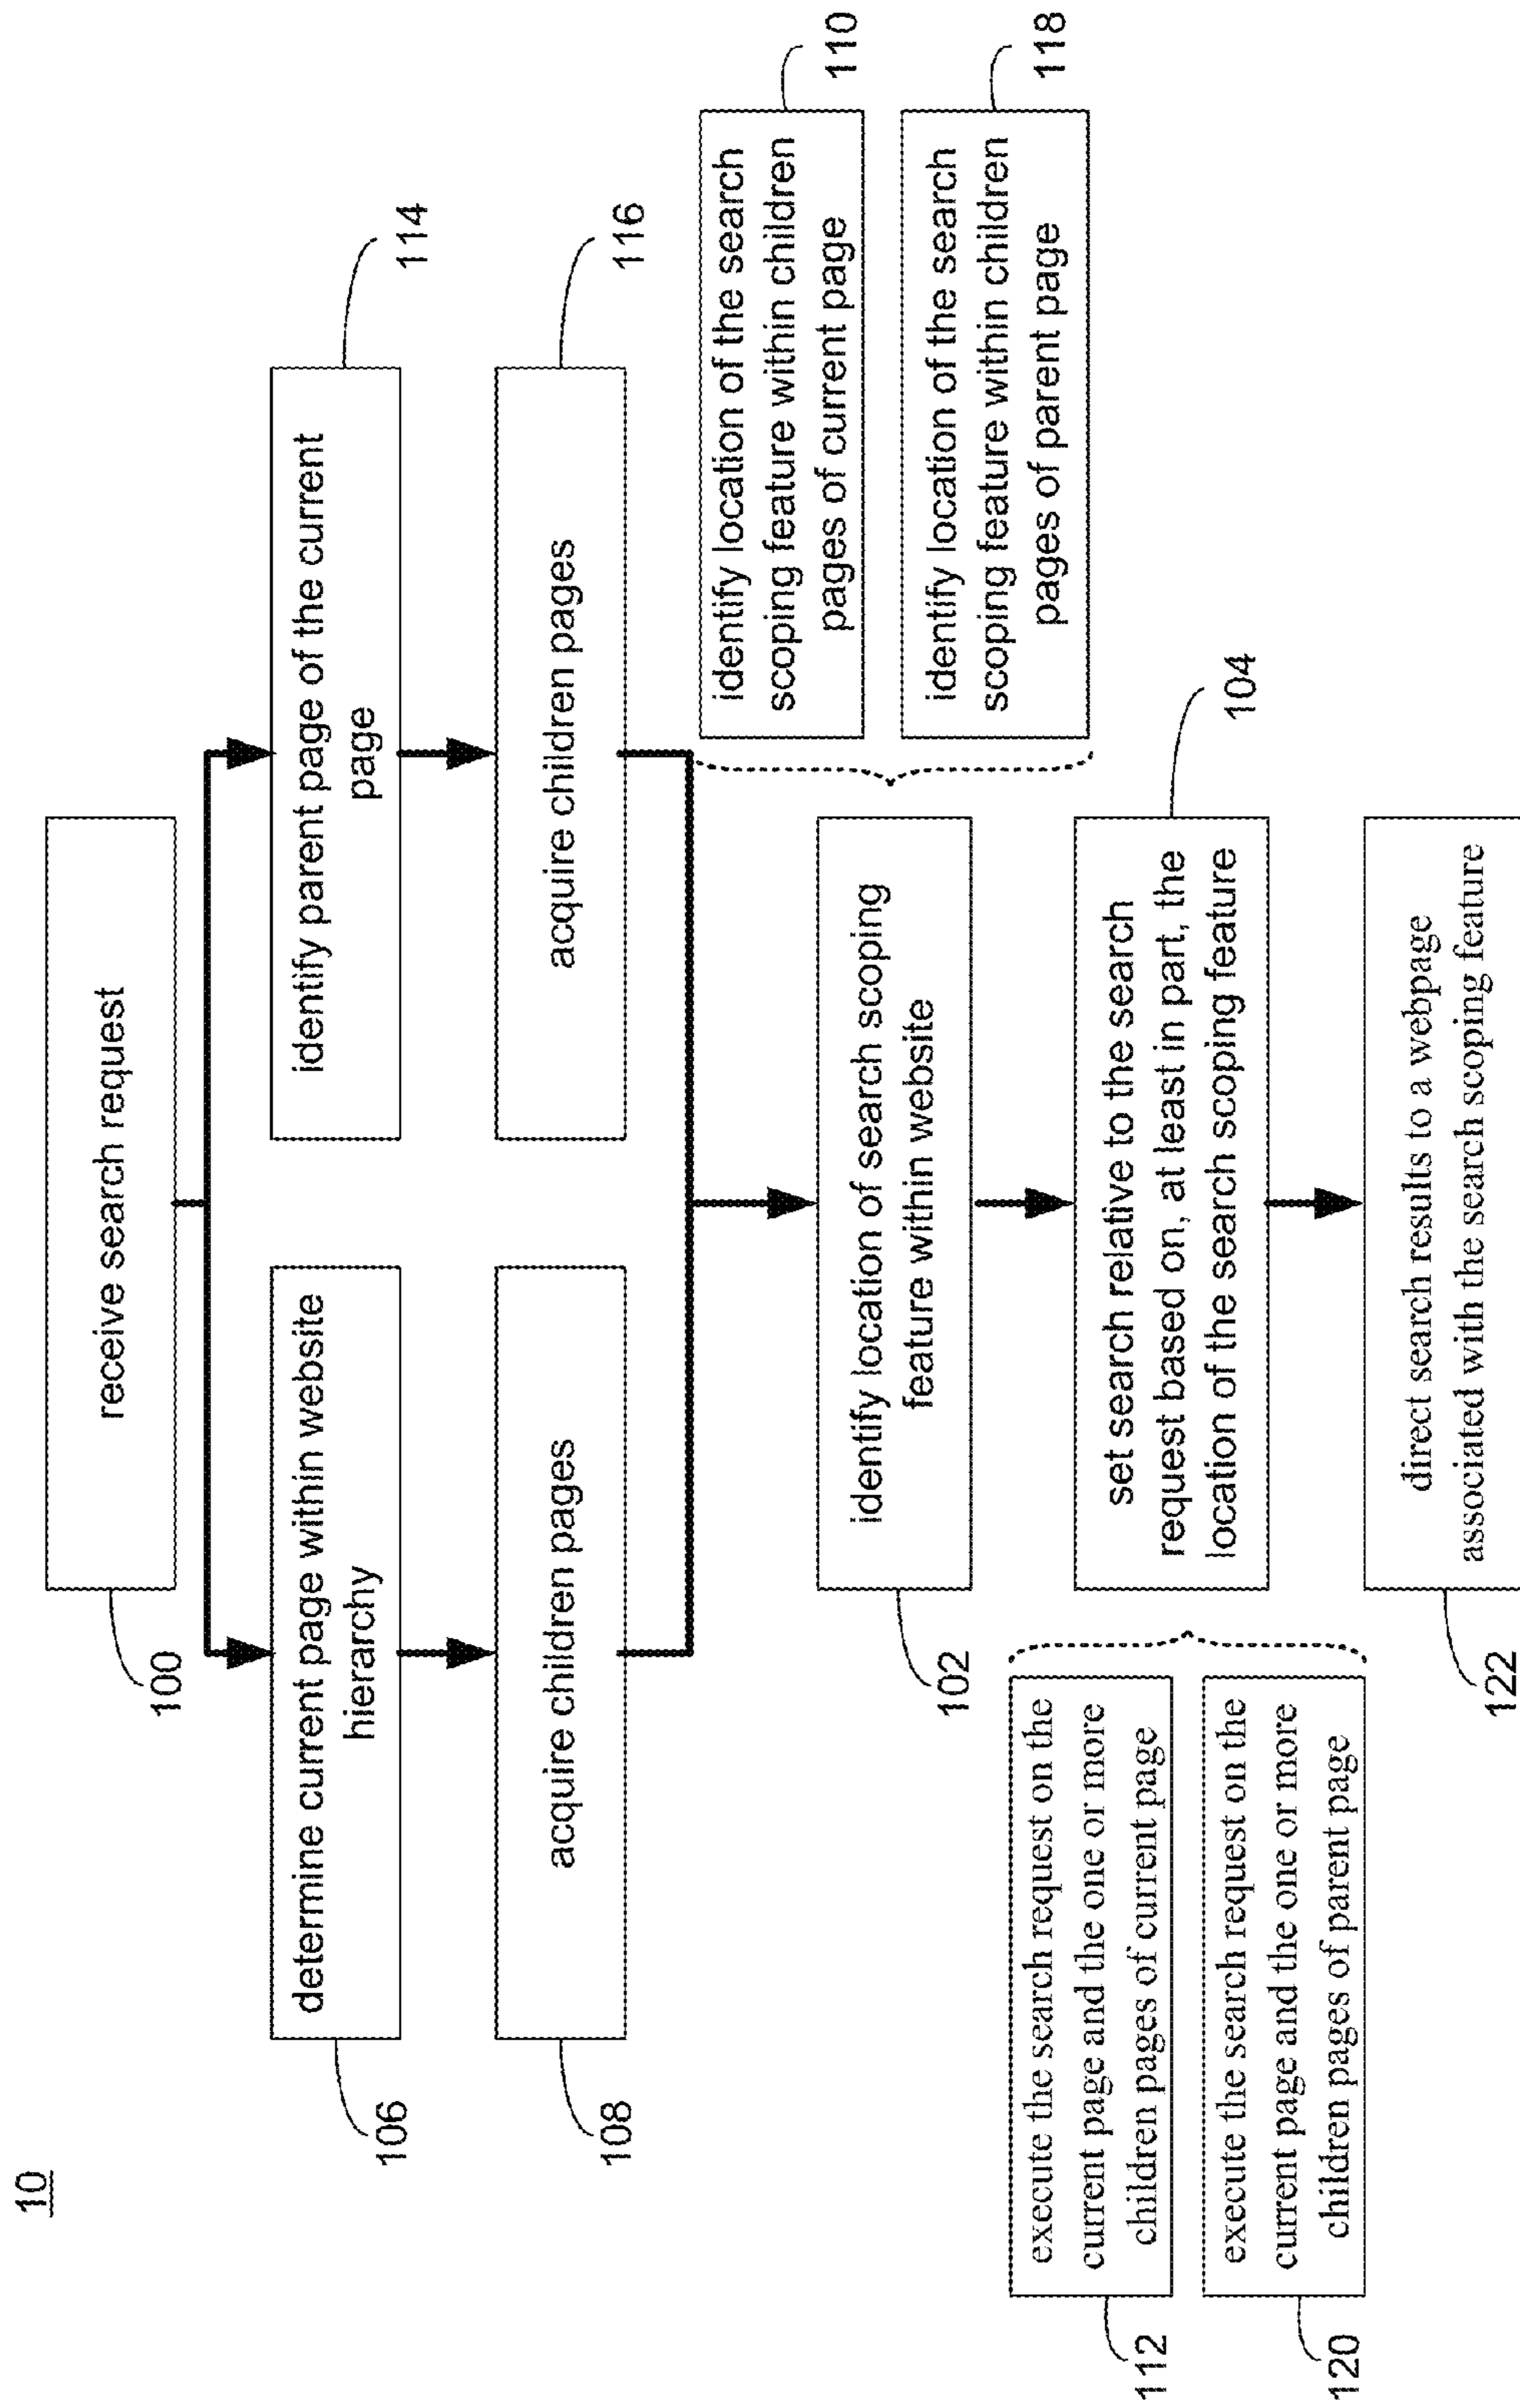 10
receive search request
100
determine current page within website
hierarchy
106
identify parent page of the current
page
114
acquire children pages
108
acquire children pages
116
identify location of search scoping
feature within website
102
identify location of the search
scoping feature within children
pages of current page
110
identify location of the search
scoping feature within children
pages of parent page
118
set search relative to the search
request based on, at least in part, the
location of the search scoping feature
104
execute the search request on the
current page and the one or more
children pages of current page
112
execute the search request on the
current page and the one or more
children pages of parent page
120
direct search results to a webpage
associated with the search scoping feature
122